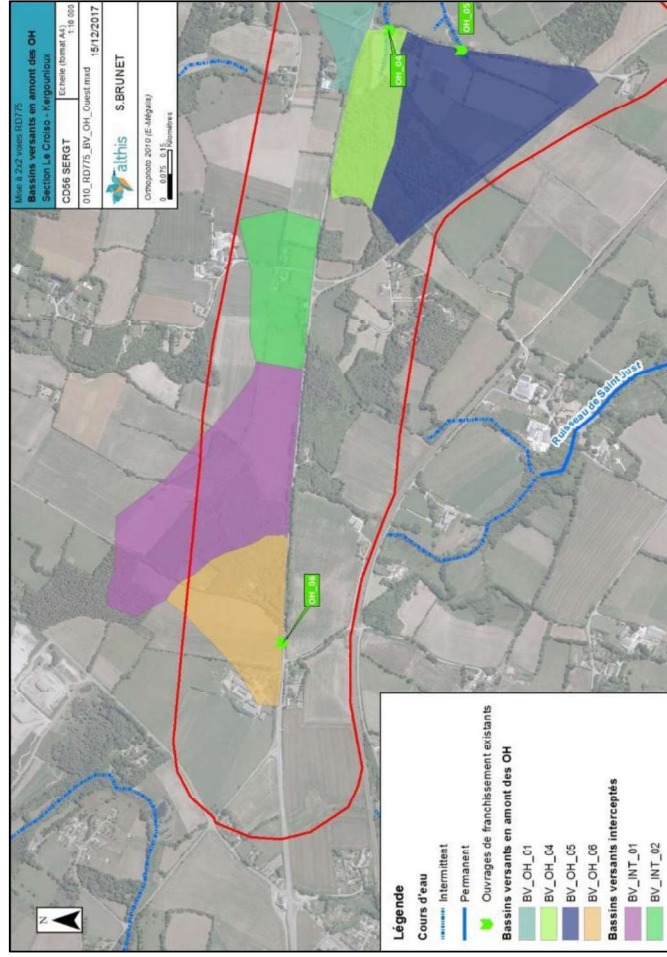 Mise à 2x2 voies RD775
Bassins versants en amont des OH
Section Le Croiso - Kergounioux
CD56 SERGT
Echelle (format A4)
1:10 000
010_RD775_BV_OH_Ouest.mxd
15/12/2017
althis
S.BRUNET
Orthophoto 2010 (E-Mégalis)
0 0,075 0,15
Kilomètres
OH_04
OH_05
OH_06
Ruisseau de Saint Just
N
Légende
Cours d'eau
Intermittent
Permanent
Ouvrages de franchissement existants
Bassins versants en amont des OH
BV_OH_01
BV_OH_04
BV_OH_05
BV_OH_06
Bassins versants interceptés
BV_INT_01
BV_INT_02